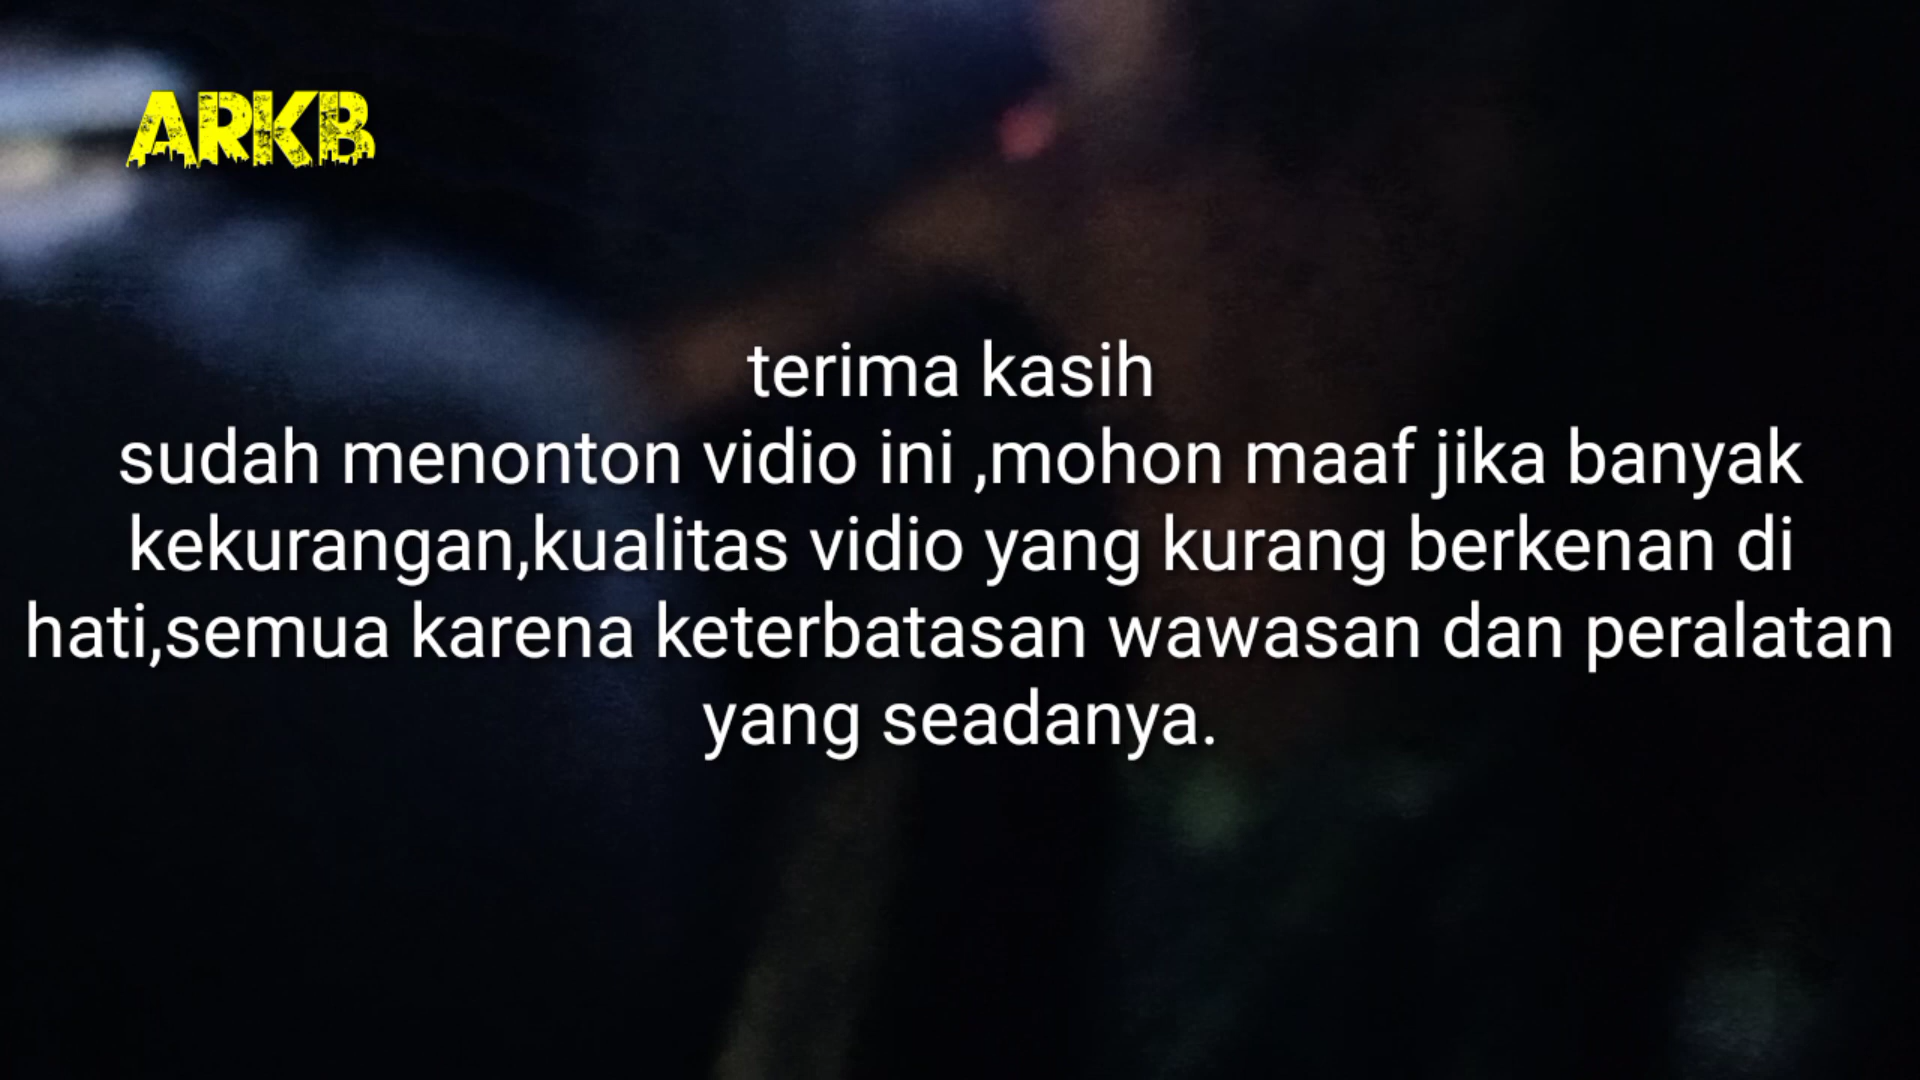 ARKB
terima kasih
sudah menonton vidio ini ,mohon maaf jika banyak
kekurangan,kualitas vidio yang kurang berkenan di
hati,semua karena keterbatasan wawasan dan peralatan
yang seadanya.